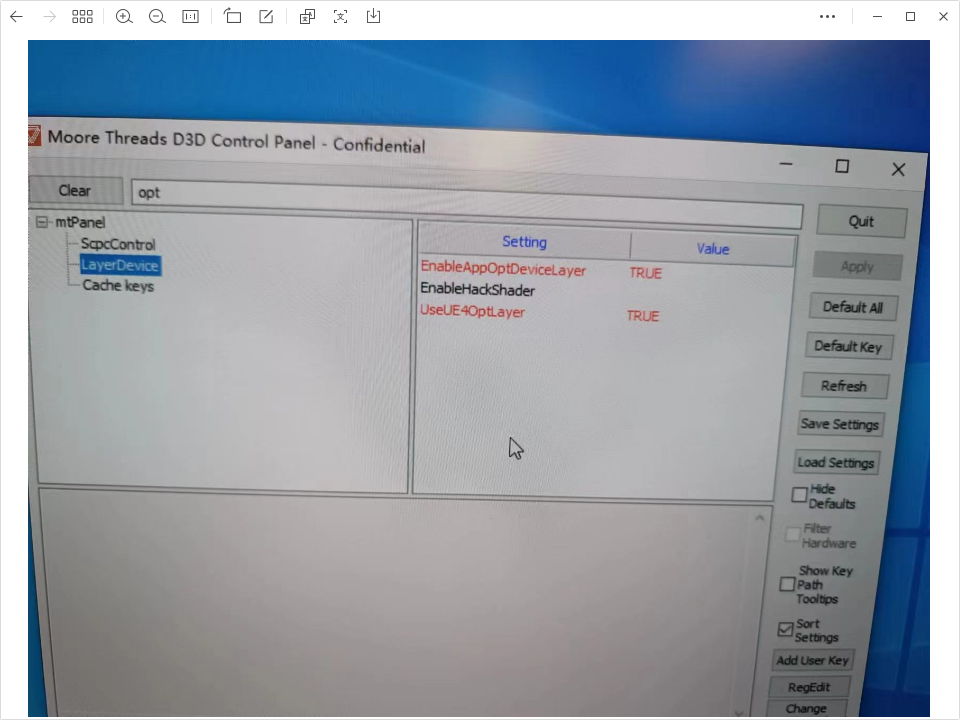 Moore Threads D3D Control Panel - Confidential
Clear
opt
Quit
mtPanel
ScpcControl
LayerDevice
Cache keys
Setting
Value
EnableAppOptDeviceLayer
TRUE
EnableHackShader
UseUE4OptLayer
TRUE
Apply
Default All
Default Key
Refresh
Save Settings
Load Settings
Hide
Defaults
Filter
Hardware
Show Key
Path
Tooltips
Sort
Settings
Add User Key
RegEdit
Change